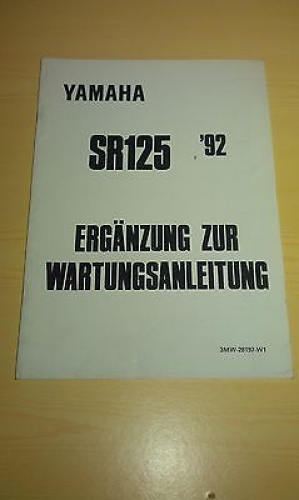 YAMAHA
SR125 '92
ERGÄNZUNG ZUR
WARTUNGSANLEITUNG
3MW-28197-W1